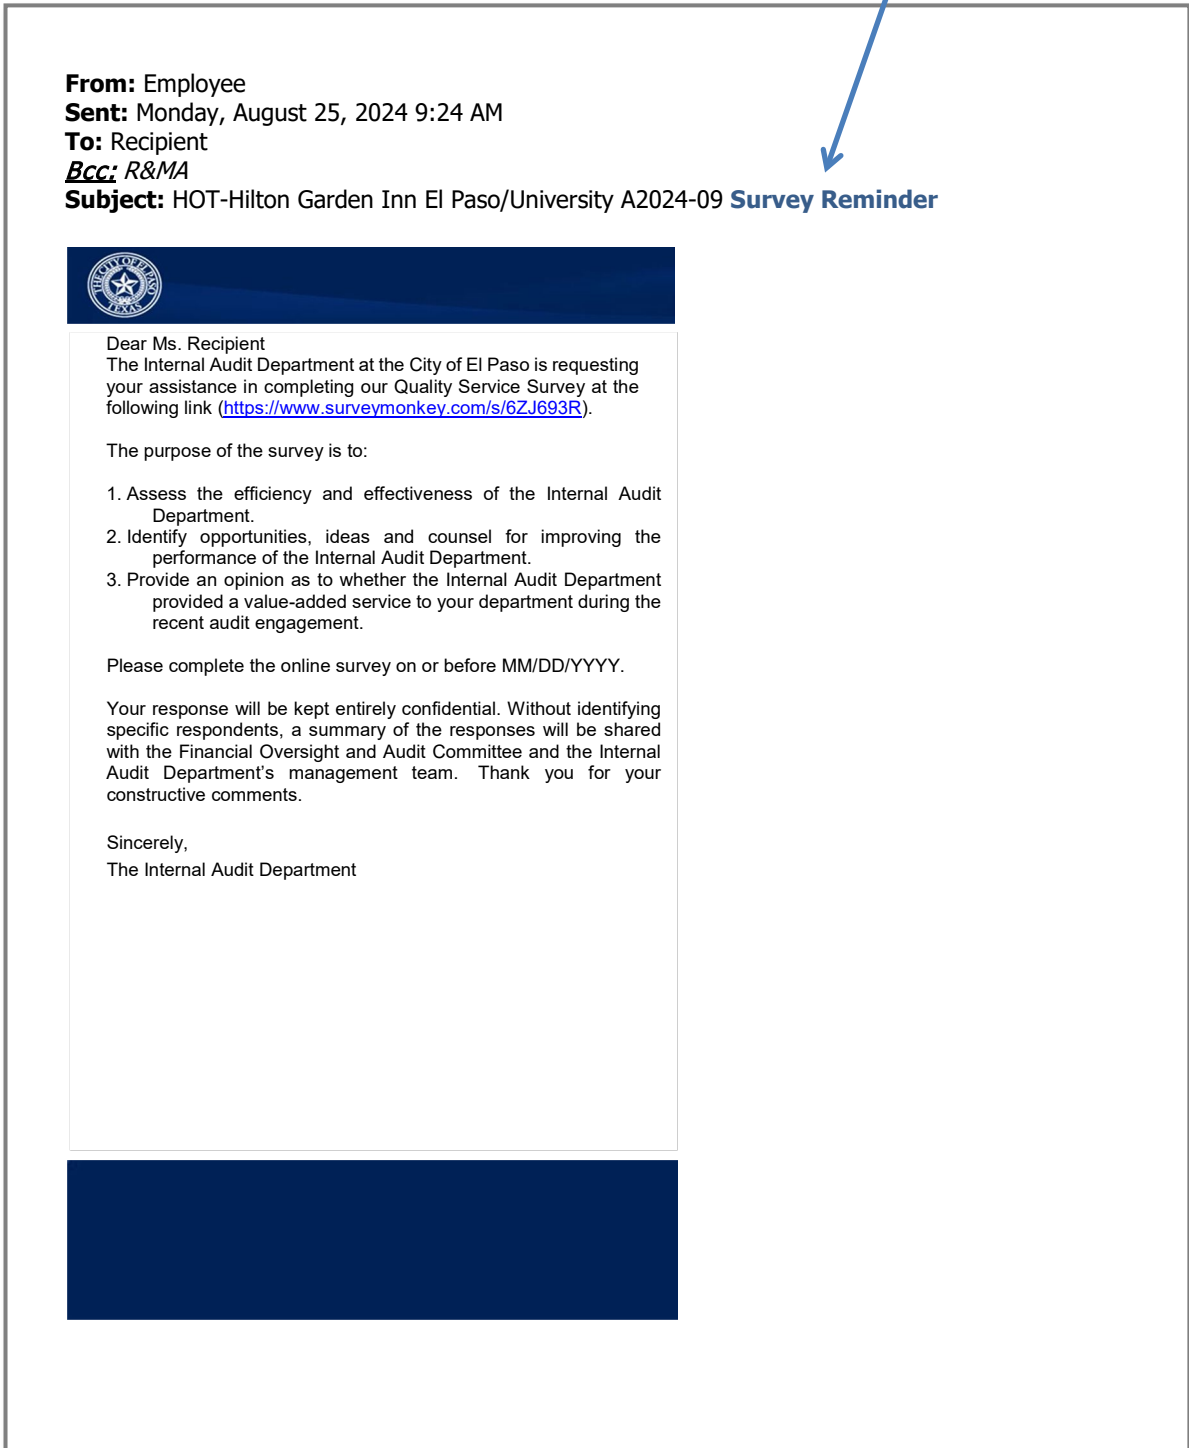 From: Employee
Sent: Monday, August 25, 2024 9:24 AM
To: Recipient
Bcc: R&MA
Subject: HOT-Hilton Garden Inn El Paso/University A2024-09 Survey Reminder
THE CITY OF EL PASO
TEXAS
Dear Ms. Recipient
The Internal Audit Department at the City of El Paso is requesting
your assistance in completing our Quality Service Survey at the
following link (https://www.surveymonkey.com/s/6ZJ693R).
The purpose of the survey is to:
1. Assess the efficiency and effectiveness of the Internal Audit
Department.
2. Identify opportunities, ideas and counsel for improving the
performance of the Internal Audit Department.
3. Provide an opinion as to whether the Internal Audit Department
provided a value-added service to your department during the
recent audit engagement.
Please complete the online survey on or before MM/DD/YYYY.
Your response will be kept entirely confidential. Without identifying
specific respondents, a summary of the responses will be shared
with the Financial Oversight and Audit Committee and the Internal
Audit Department’s management team. Thank you for your
constructive comments.
Sincerely,
The Internal Audit Department